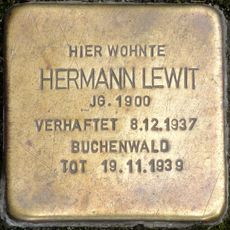 HIER WOHNTE
HERMANN LEWIT
JG. 1900
VERHAFTET 8.12.1937
BUCHENWALD
TOT 19.11.1939